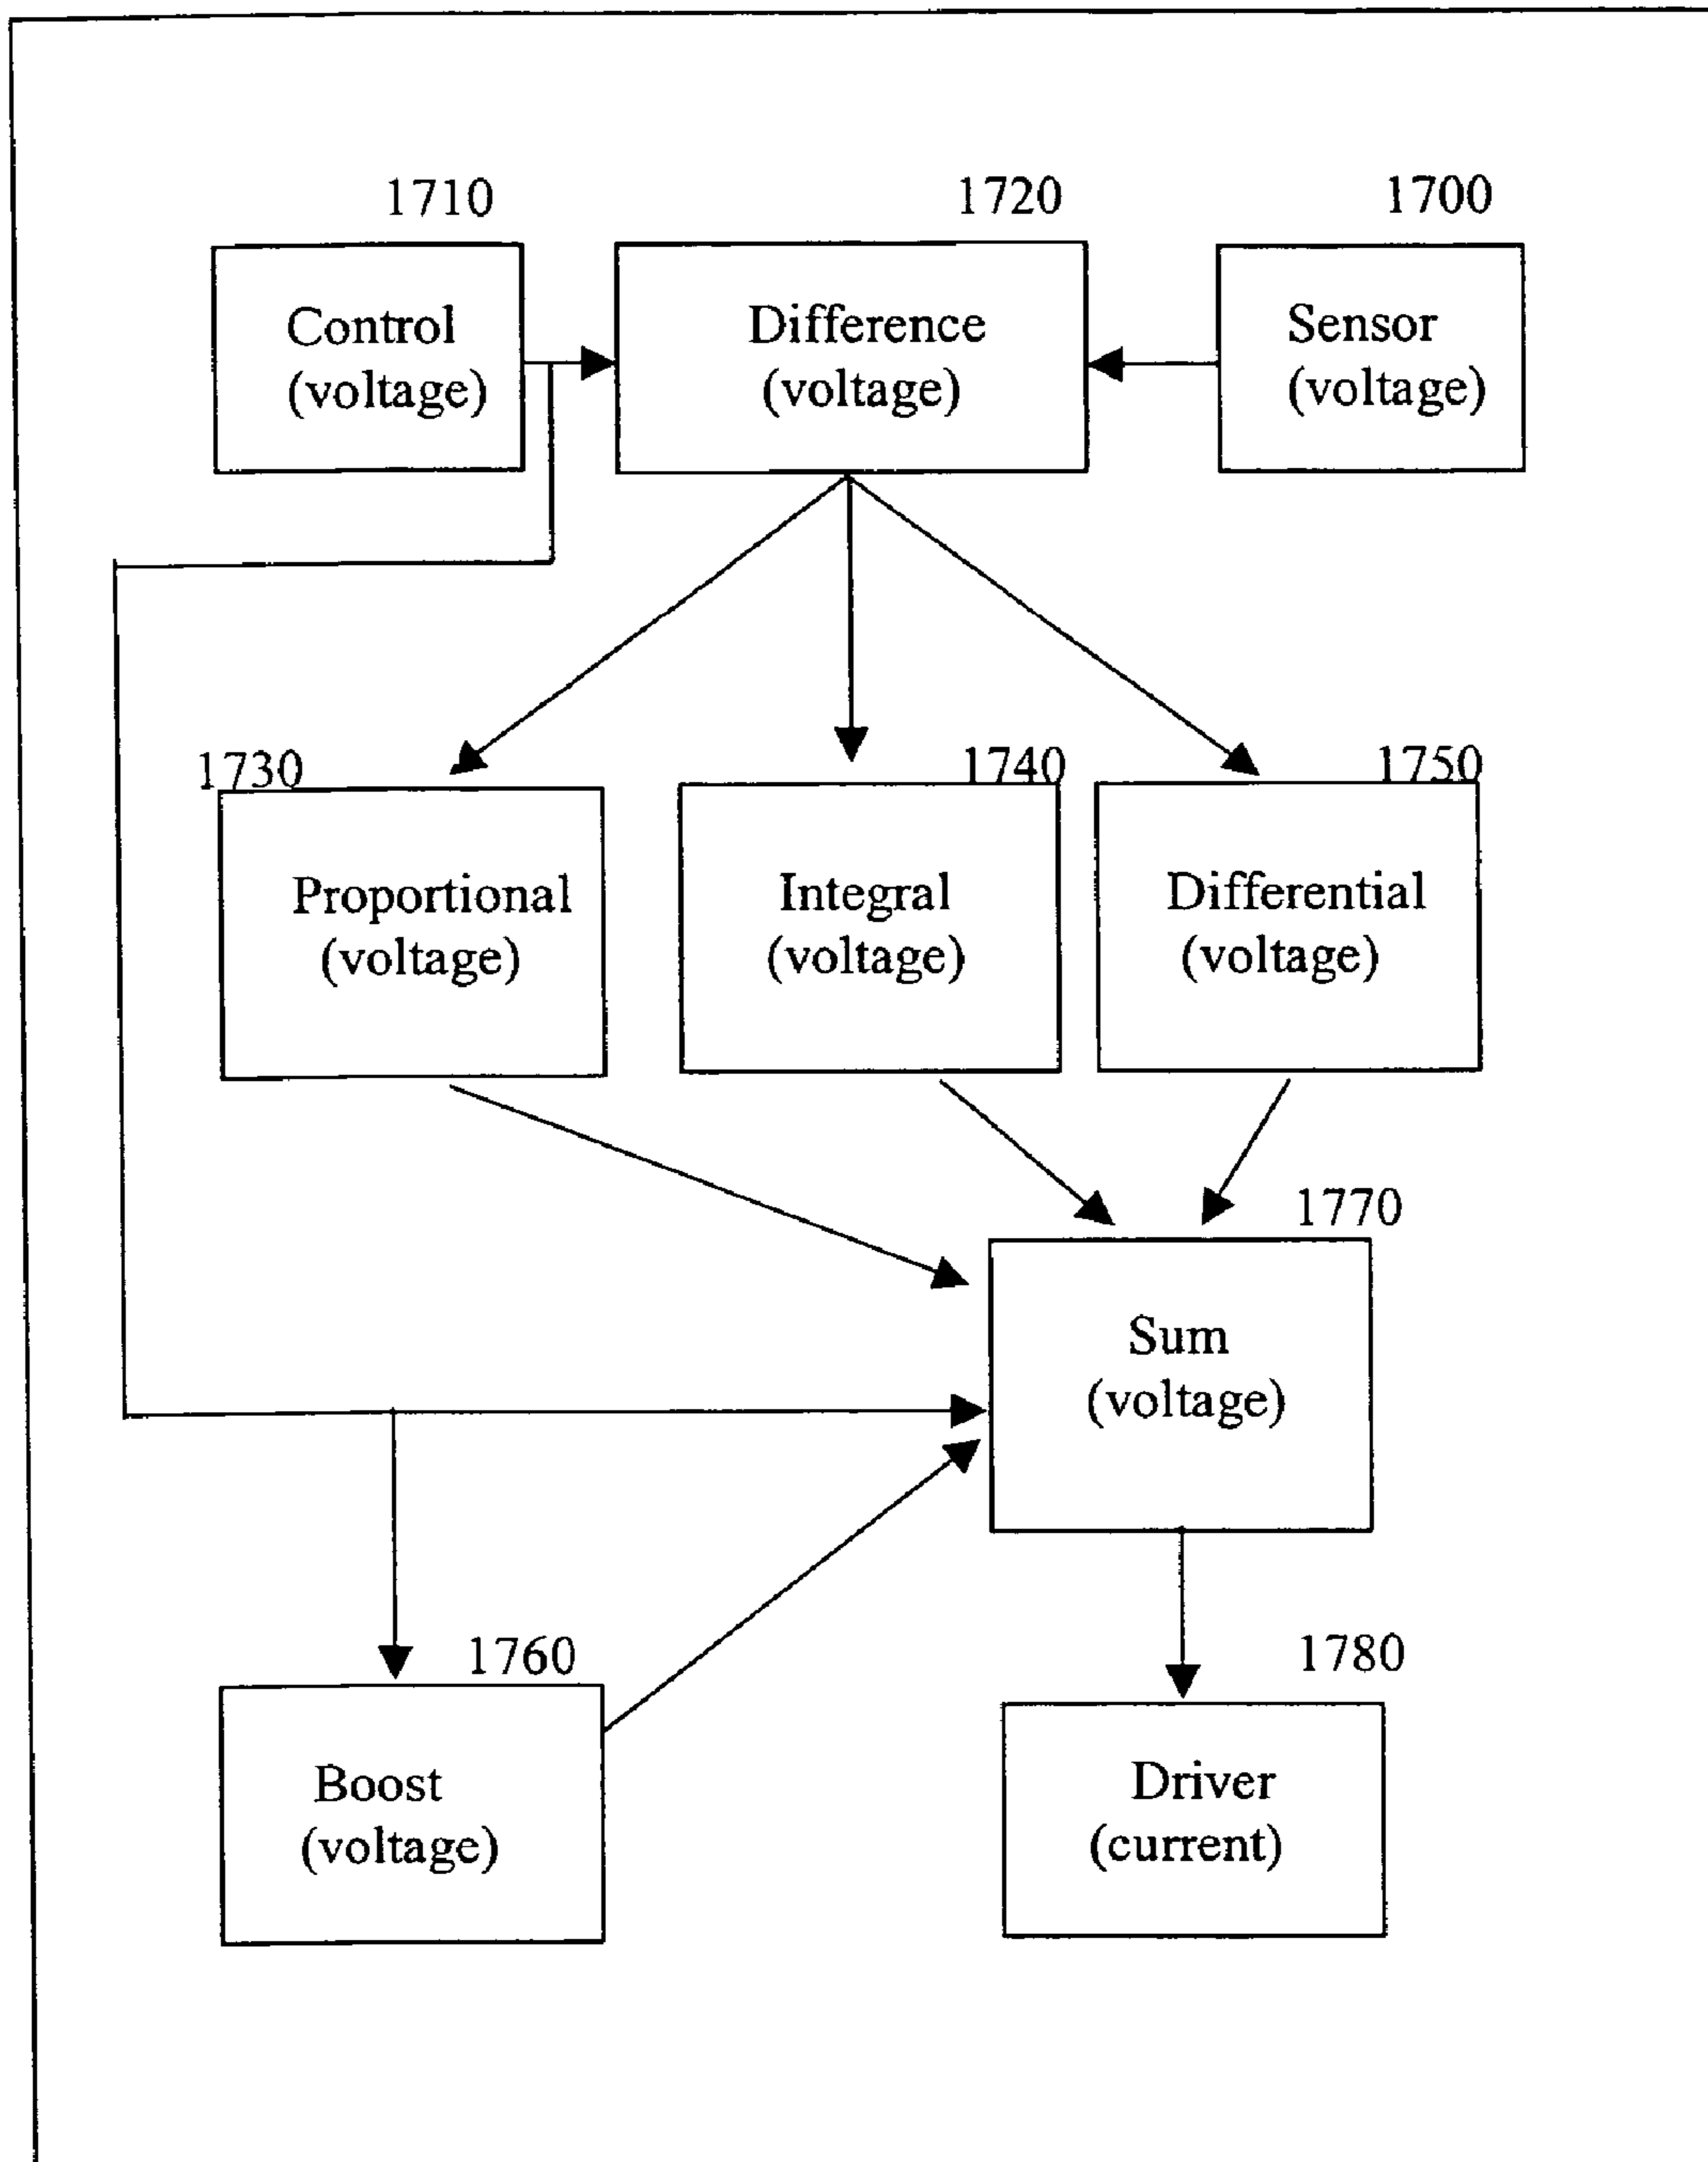 1710
1720
1700
Control
(voltage)
Difference
(voltage)
Sensor
(voltage)
1730
1740
1750
Proportional
(voltage)
Integral
(voltage)
Differential
(voltage)
1770
Sum
(voltage)
1760
1780
Boost
(voltage)
Driver
(current)